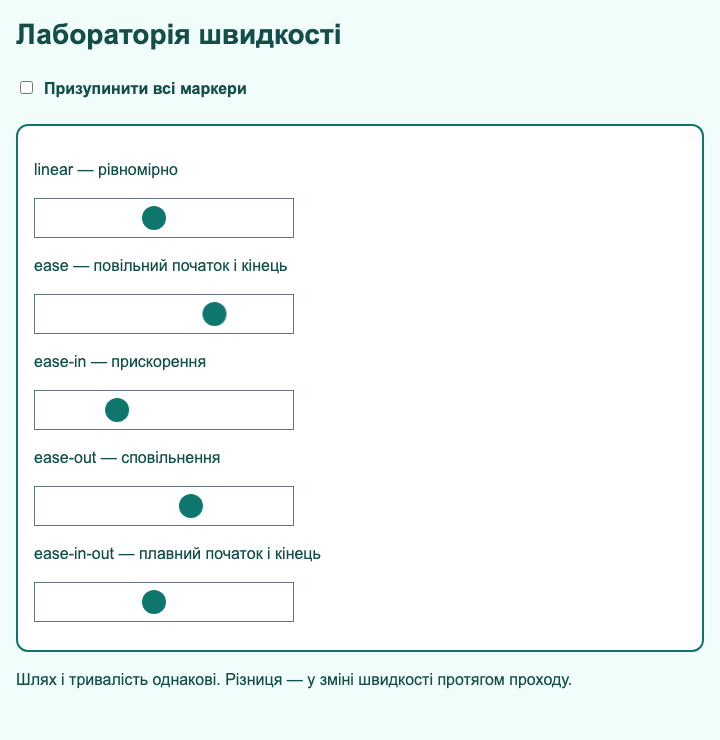 Лабораторія швидкості
Призупинити всі маркери
linear — рівномірно
ease — повільний початок і кінець
ease-in — прискорення
ease-out — сповільнення
ease-in-out — плавний початок і кінець
Шлях і тривалість однакові. Різниця — у зміні швидкості протягом проходу.